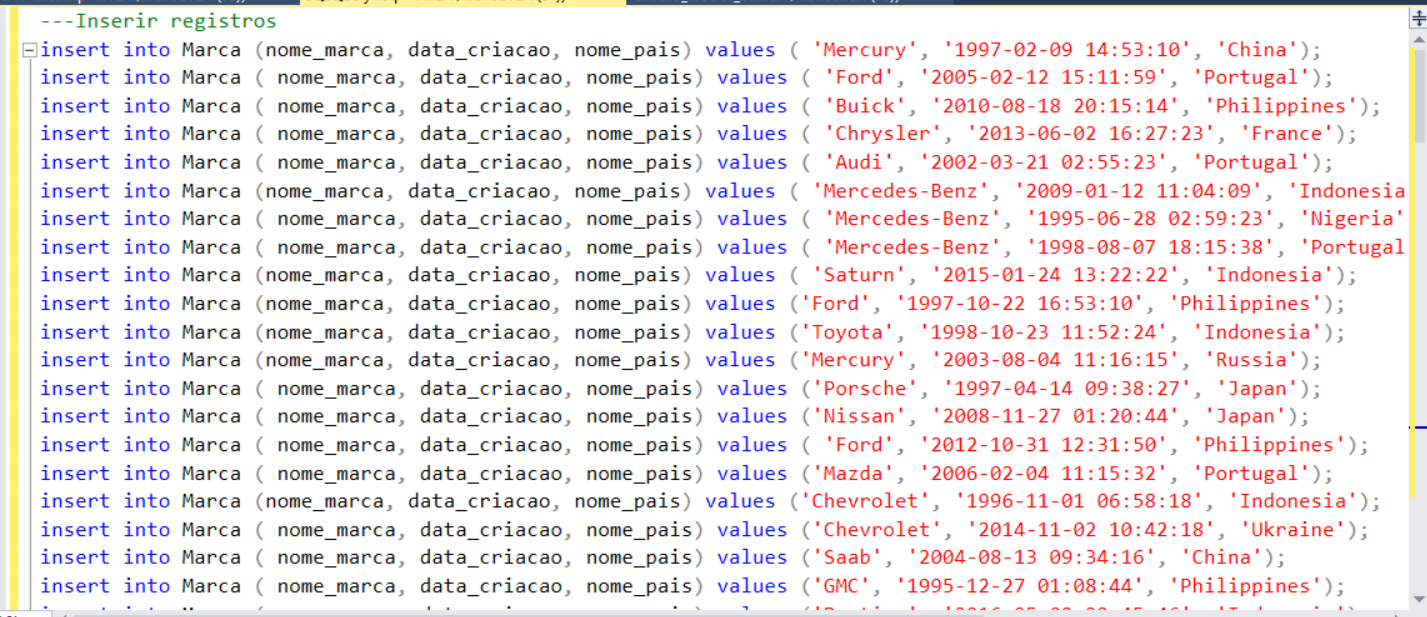 ---Inserir registros
insert into Marca (nome_marca, data_criacao, nome_pais) values ( 'Mercury', '1997-02-09 14:53:10', 'China');
insert into Marca ( nome_marca, data_criacao, nome_pais) values ( 'Ford', '2005-02-12 15:11:59', 'Portugal');
insert into Marca ( nome_marca, data_criacao, nome_pais) values ( 'Buick', '2010-08-18 20:15:14', 'Philippines');
insert into Marca ( nome_marca, data_criacao, nome_pais) values ( 'Chrysler', '2013-06-02 16:27:23', 'France');
insert into Marca ( nome_marca, data_criacao, nome_pais) values ( 'Audi', '2002-03-21 02:55:23', 'Portugal');
insert into Marca (nome_marca, data_criacao, nome_pais) values ( 'Mercedes-Benz', '2009-01-12 11:04:09', 'Indonesia
insert into Marca ( nome_marca, data_criacao, nome_pais) values ( 'Mercedes-Benz', '1995-06-28 02:59:23', 'Nigeria'
insert into Marca ( nome_marca, data_criacao, nome_pais) values ( 'Mercedes-Benz', '1998-08-07 18:15:38', 'Portugal
insert into Marca (nome_marca, data_criacao, nome_pais) values ( 'Saturn', '2015-01-24 13:22:22', 'Indonesia');
insert into Marca (nome_marca, data_criacao, nome_pais) values ('Ford', '1997-10-22 16:53:10', 'Philippines');
insert into Marca (nome_marca, data_criacao, nome_pais) values ('Toyota', '1998-10-23 11:52:24', 'Indonesia');
insert into Marca (nome_marca, data_criacao, nome_pais) values ('Mercury', '2003-08-04 11:16:15', 'Russia');
insert into Marca ( nome_marca, data_criacao, nome_pais) values ('Porsche', '1997-04-14 09:38:27', 'Japan');
insert into Marca ( nome_marca, data_criacao, nome_pais) values ('Nissan', '2008-11-27 01:20:44', 'Japan');
insert into Marca ( nome_marca, data_criacao, nome_pais) values ( 'Ford', '2012-10-31 12:31:50', 'Philippines');
insert into Marca ( nome_marca, data_criacao, nome_pais) values ('Mazda', '2006-02-04 11:15:32', 'Portugal');
insert into Marca (nome_marca, data_criacao, nome_pais) values ('Chevrolet', '1996-11-01 06:58:18', 'Indonesia');
insert into Marca ( nome_marca, data_criacao, nome_pais) values ('Chevrolet', '2014-11-02 10:42:18', 'Ukraine');
insert into Marca ( nome_marca, data_criacao, nome_pais) values ('Saab', '2004-08-13 09:34:16', 'China');
insert into Marca ( nome_marca, data_criacao, nome_pais) values ('GMC', '1995-12-27 01:08:44', 'Philippines');